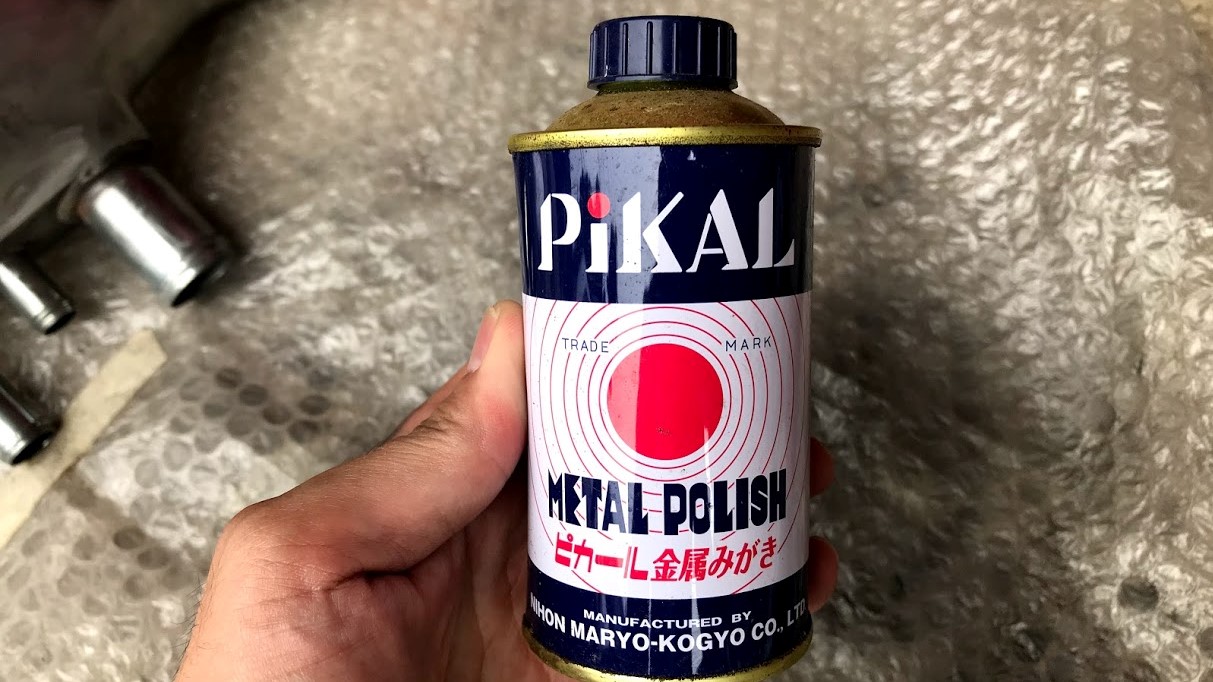 PiKAL
TRADE MARK
METAL POLISH
ピカール金属みがき
MANUFACTURED BY
NIHON MARYO-KOGYO CO., LTD.